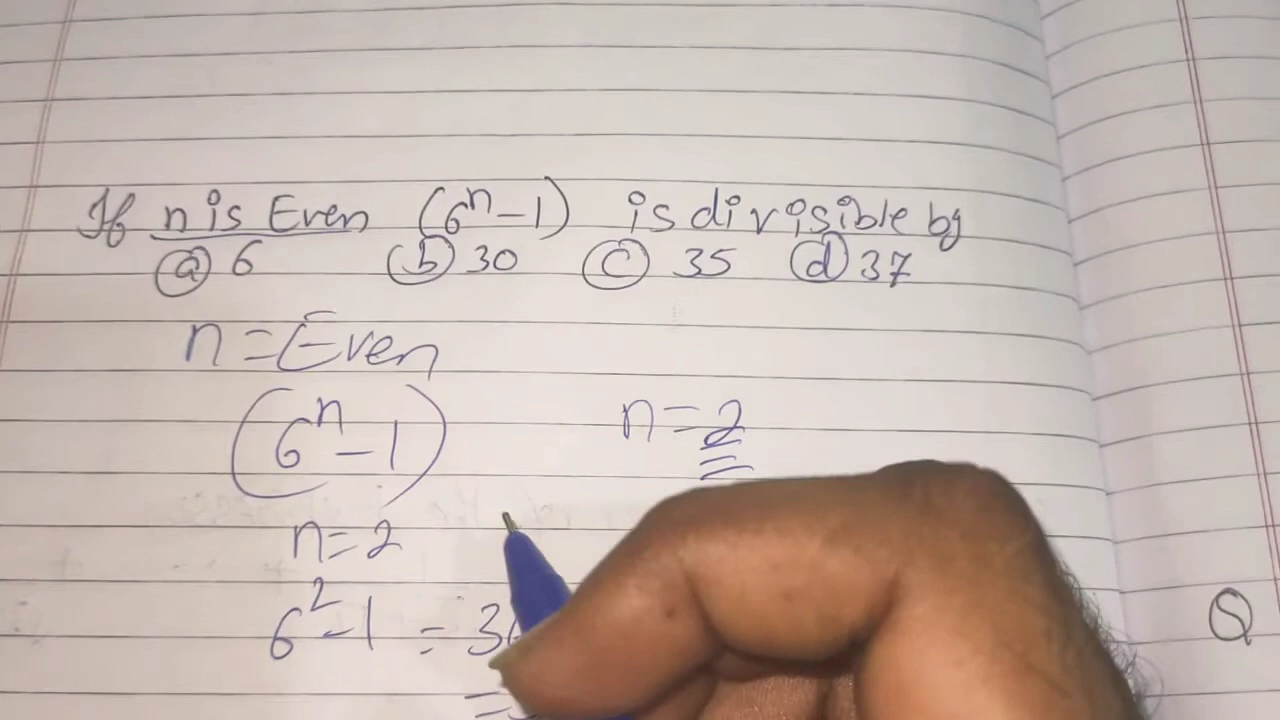 If n is Even (6ⁿ-1) is divisible by
(a) 6 (b) 30 (c) 35 (d) 37
n = Even
(6ⁿ-1) n = 2
n = 2
6²-1 = 3
=
Q